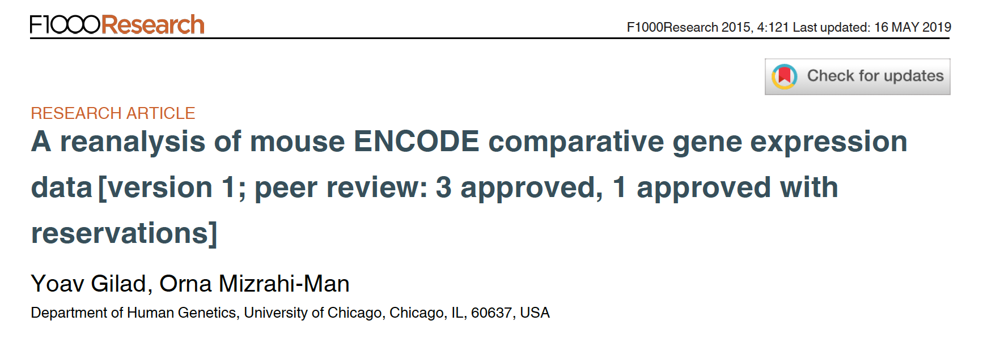 F1000Research
F1000Research 2015, 4:121 Last updated: 16 MAY 2019
Check for updates
RESEARCH ARTICLE
A reanalysis of mouse ENCODE comparative gene expression
data [version 1; peer review: 3 approved, 1 approved with
reservations]
Yoav Gilad, Orna Mizrahi-Man
Department of Human Genetics, University of Chicago, Chicago, IL, 60637, USA